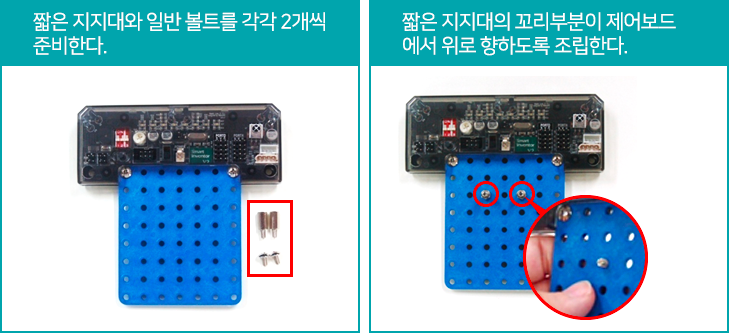 짧은 지지대와 일반 볼트를 각각 2개씩
준비한다.
짧은 지지대의 꼬리부분이 제어보드
에서 위로 향하도록 조립한다.
Smart
Inventor